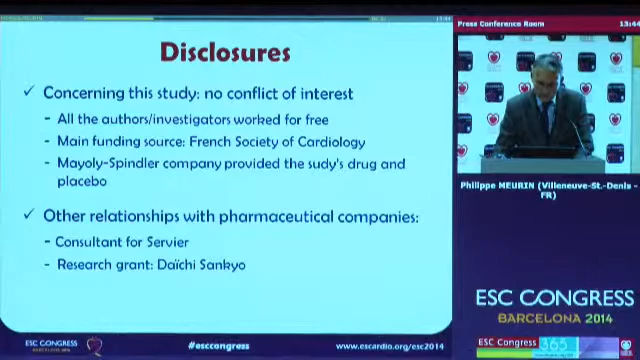 Press Conference Room
13:44
Disclosures
✓ Concerning this study: no conflict of interest
- All the authors/investigators worked for free
- Main funding source: French Society of Cardiology
- Mayoly-Spindler company provided the sudy's drug and
placebo
✓ Other relationships with pharmaceutical companies:
- Consultant for Servier
- Research grant: Daïchi Sankyo
Philippe MEURIN (Villeneuve-St.-Denis -
FR)
ESC CONGRESS
BARCELONA 2014
ESC CONGRESS
#esccongress
www.escardio.org/esc2014
ESC Congress
365